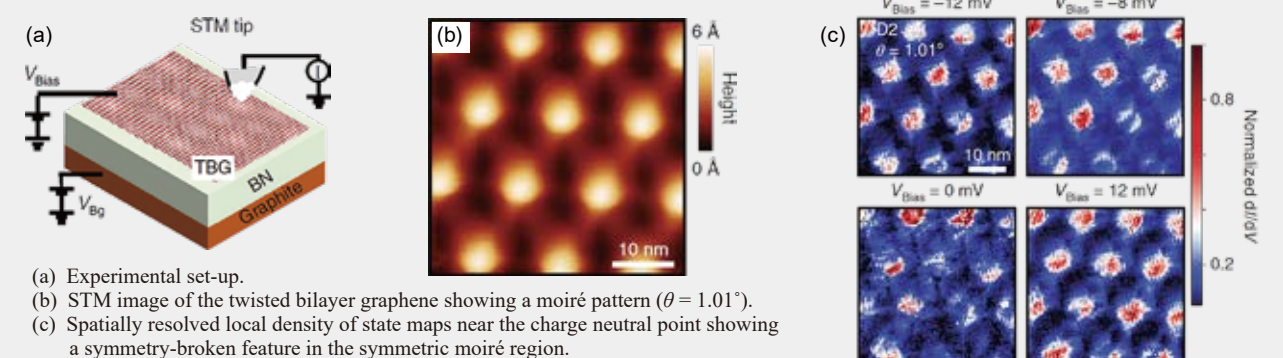 (a)
STM tip
V_Bias
I
TBG
BN
Graphite
V_Bg
(b)
6 Å
Height
0 Å
10 nm
(c)
V_Bias = −12 mV
V_Bias = −8 mV
D2
θ = 1.01°
10 nm
V_Bias = 0 mV
V_Bias = 12 mV
0.8
0.2
Normalized dI/dV
(a) Experimental set-up.
(b) STM image of the twisted bilayer graphene showing a moiré pattern (θ = 1.01˚).
(c) Spatially resolved local density of state maps near the charge neutral point showing
a symmetry-broken feature in the symmetric moiré region.